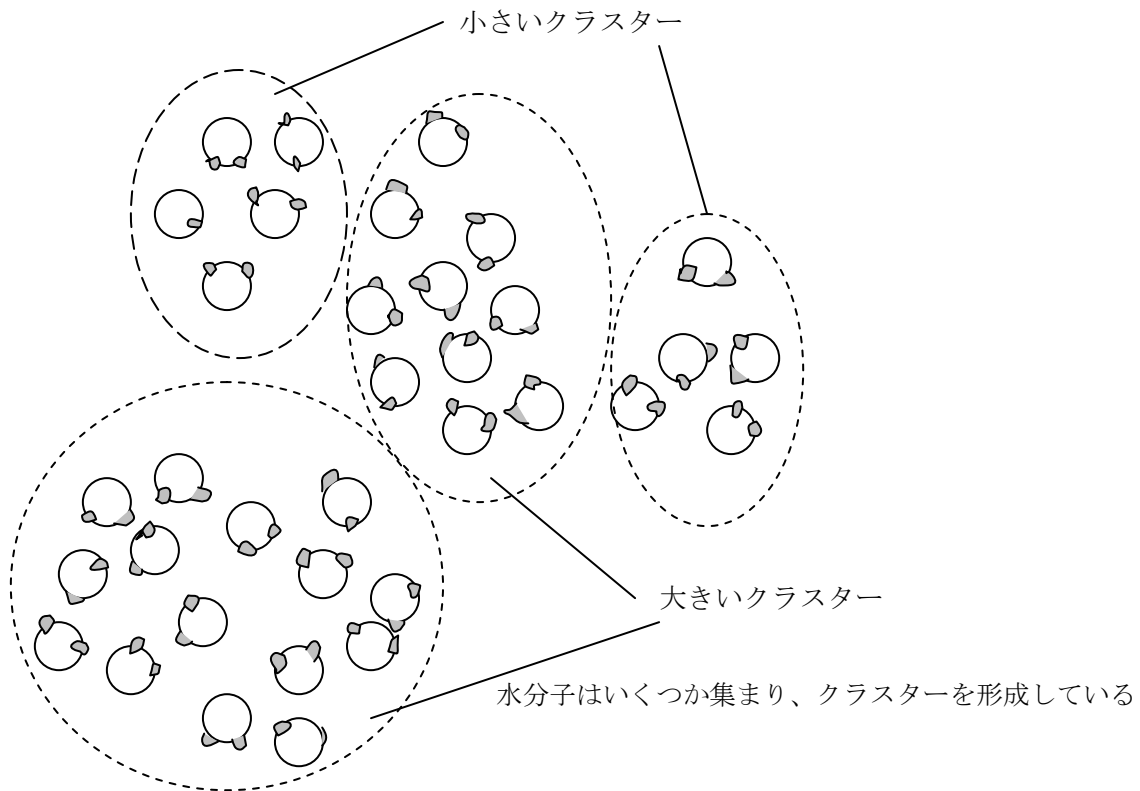 小さいクラスター
大きいクラスター
水分子はいくつか集まり、クラスターを形成している